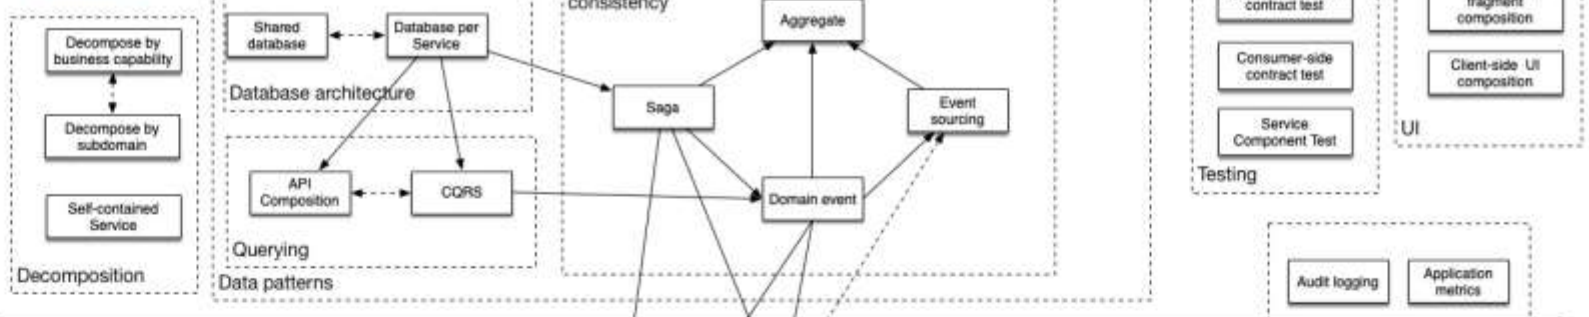 Decompose by
business capability
Decompose by
subdomain
Self-contained
Service
Decomposition
Shared
database
Database per
Service
Database architecture
API
Composition
CQRS
Querying
Data patterns
consistency
Aggregate
Saga
Event
sourcing
Domain event
contract test
Consumer-side
contract test
Service
Component Test
Testing
fragment
composition
Client-side UI
composition
UI
Audit logging
Application
metrics